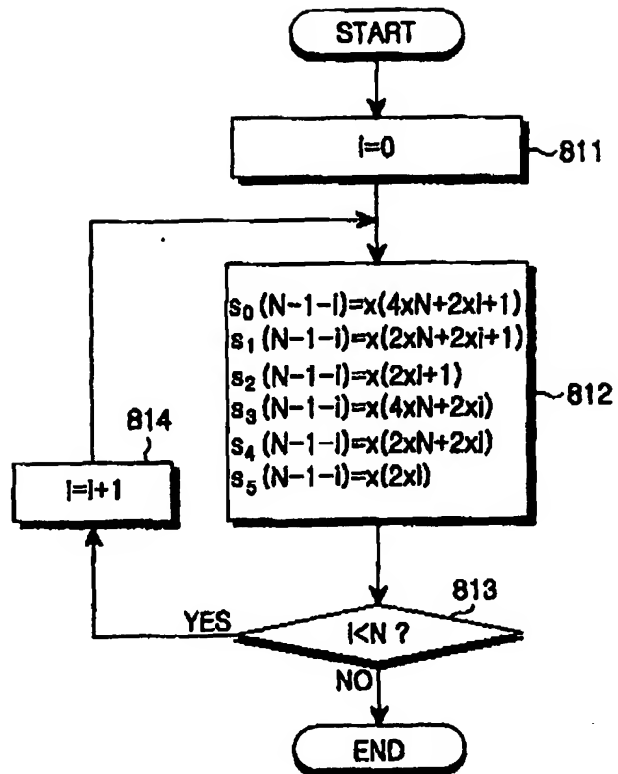 START
i=0
811
s₀(N-1-i)=x(4xN+2xi+1)
s₁(N-1-i)=x(2xN+2xi+1)
s₂(N-1-i)=x(2xi+1)
s₃(N-1-i)=x(4xN+2xi)
s₄(N-1-i)=x(2xN+2xi)
s₅(N-1-i)=x(2xi)
812
814
i=i+1
813
YES
i<N ?
NO
END